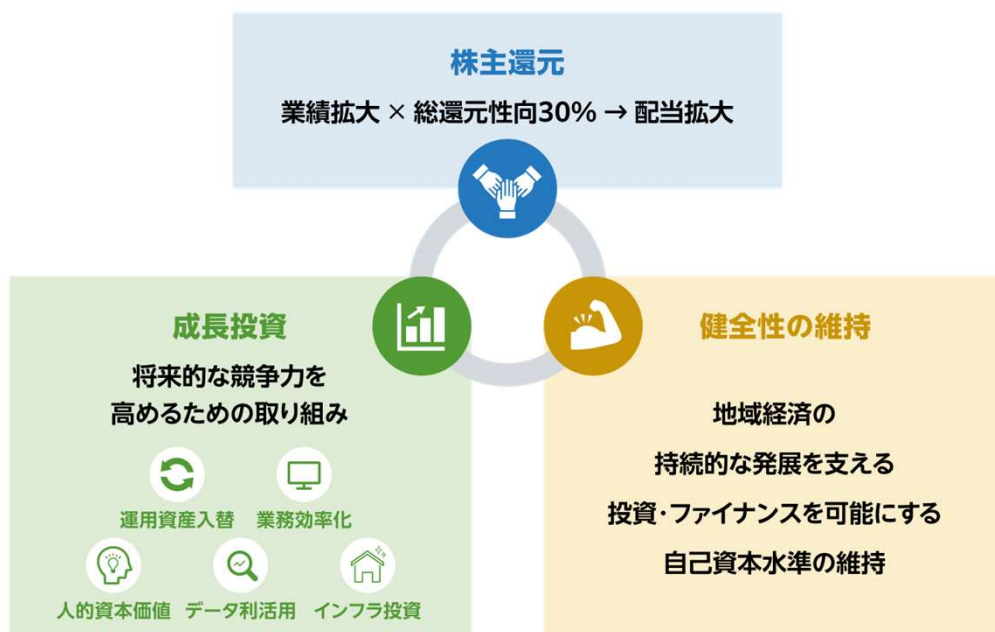 株主還元
業績拡大 × 総還元性向30% → 配当拡大
成長投資
将来的な競争力を
高めるための取り組み
運用資産入替
業務効率化
人的資本価値
データ利活用
インフラ投資
健全性の維持
地域経済の
持続的な発展を支える
投資・ファイナンスを可能にする
自己資本水準の維持